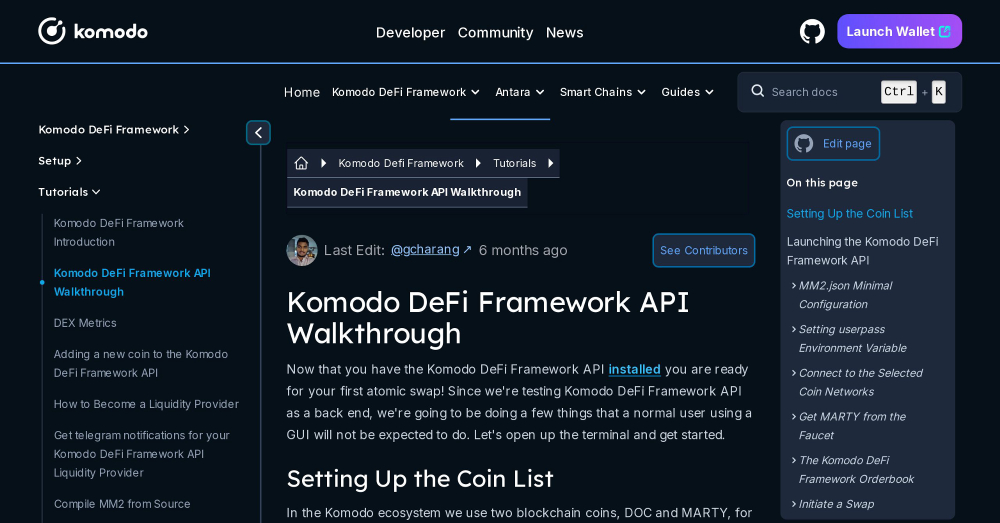 komodo
Developer Community News
Launch Wallet
Home Komodo DeFi Framework Antara Smart Chains Guides
Search docs Ctrl + K
Komodo DeFi Framework
Setup
Tutorials
Komodo DeFi Framework
Introduction
Komodo DeFi Framework API
Walkthrough
DEX Metrics
Adding a new coin to the Komodo
DeFi Framework API
How to Become a Liquidity Provider
Get telegram notifications for your
Komodo DeFi Framework API
Liquidity Provider
Compile MM2 from Source
Komodo Defi Framework Tutorials
Komodo DeFi Framework API Walkthrough
Last Edit: @gcharang ↗ 6 months ago
See Contributors
Komodo DeFi Framework API
Walkthrough
Now that you have the Komodo DeFi Framework API installed you are ready
for your first atomic swap! Since we're testing Komodo DeFi Framework API
as a back end, we're going to be doing a few things that a normal user using a
GUI will not be expected to do. Let's open up the terminal and get started.
Setting Up the Coin List
In the Komodo ecosystem we use two blockchain coins, DOC and MARTY, for
Edit page
On this page
Setting Up the Coin List
Launching the Komodo DeFi
Framework API
MM2.json Minimal
Configuration
Setting userpass
Environment Variable
Connect to the Selected
Coin Networks
Get MARTY from the
Faucet
The Komodo DeFi
Framework Orderbook
Initiate a Swap